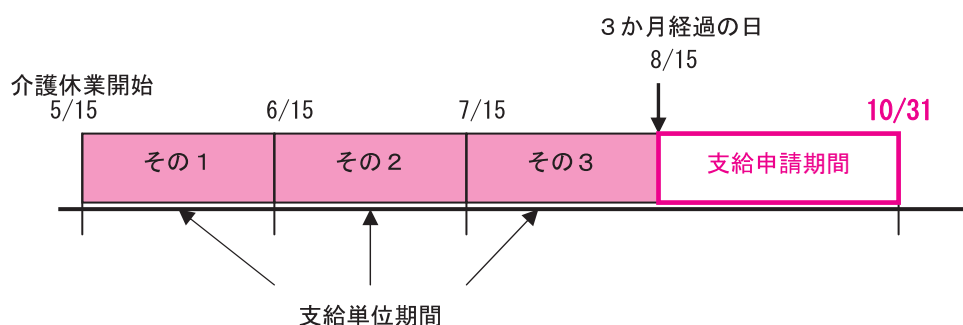 3か月経過の日
8/15
介護休業開始
5/15
6/15
7/15
10/31
その1
その2
その3
支給申請期間
支給単位期間